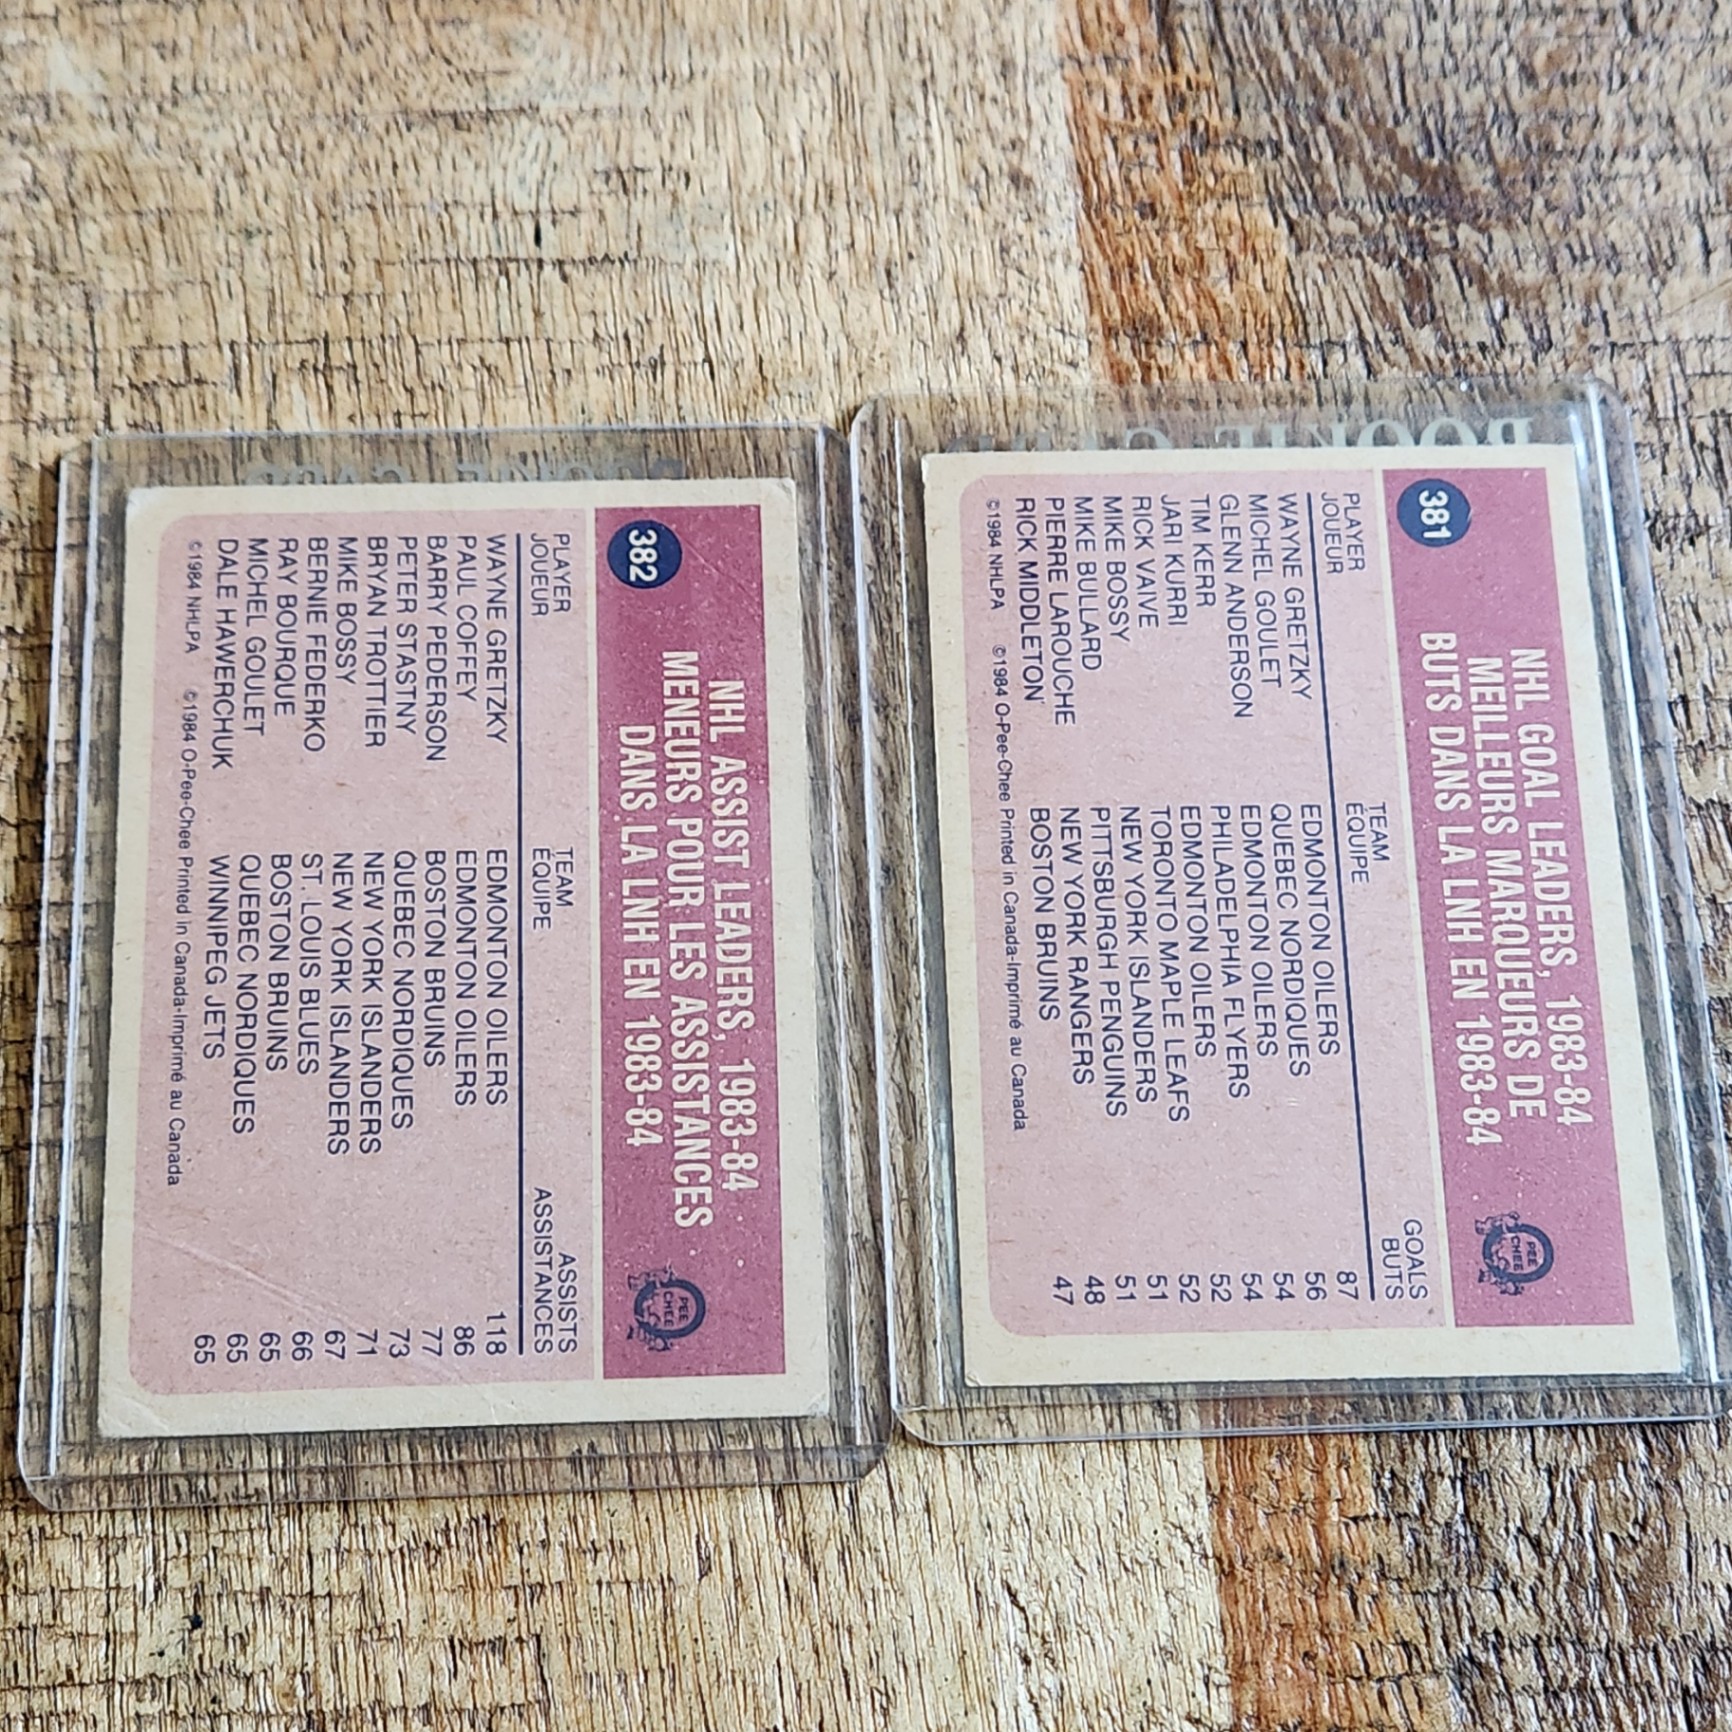 381
NHL GOAL LEADERS, 1983-84
MEILLEURS MARQUEURS DE
BUTS DANS LA LNH EN 1983-84
O
PEE
CHEE
PLAYER TEAM GOALS
JOUEUR ÉQUIPE BUTS
WAYNE GRETZKY EDMONTON OILERS 87
MICHEL GOULET QUEBEC NORDIQUES 56
GLENN ANDERSON EDMONTON OILERS 54
TIM KERR PHILADELPHIA FLYERS 54
JARI KURRI EDMONTON OILERS 52
RICK VAIVE TORONTO MAPLE LEAFS 52
MIKE BOSSY NEW YORK ISLANDERS 51
MIKE BULLARD PITTSBURGH PENGUINS 51
PIERRE LAROUCHE NEW YORK RANGERS 48
RICK MIDDLETON BOSTON BRUINS 47
©1984 NHLPA ©1984 O-Pee-Chee Printed in Canada-Imprimé au Canada
382
NHL ASSIST LEADERS, 1983-84
MENEURS POUR LES ASSISTANCES
DANS LA LNH EN 1983-84
O
PEE
CHEE
PLAYER TEAM ASSISTS
JOUEUR ÉQUIPE ASSISTANCES
WAYNE GRETZKY EDMONTON OILERS 118
PAUL COFFEY EDMONTON OILERS 86
BARRY PEDERSON BOSTON BRUINS 77
PETER STASTNY QUEBEC NORDIQUES 73
BRYAN TROTTIER NEW YORK ISLANDERS 71
MIKE BOSSY NEW YORK ISLANDERS 67
BERNIE FEDERKO ST. LOUIS BLUES 66
RAY BOURQUE BOSTON BRUINS 65
MICHEL GOULET QUEBEC NORDIQUES 65
DALE HAWERCHUK WINNIPEG JETS 65
©1984 NHLPA ©1984 O-Pee-Chee Printed in Canada-Imprimé au Canada